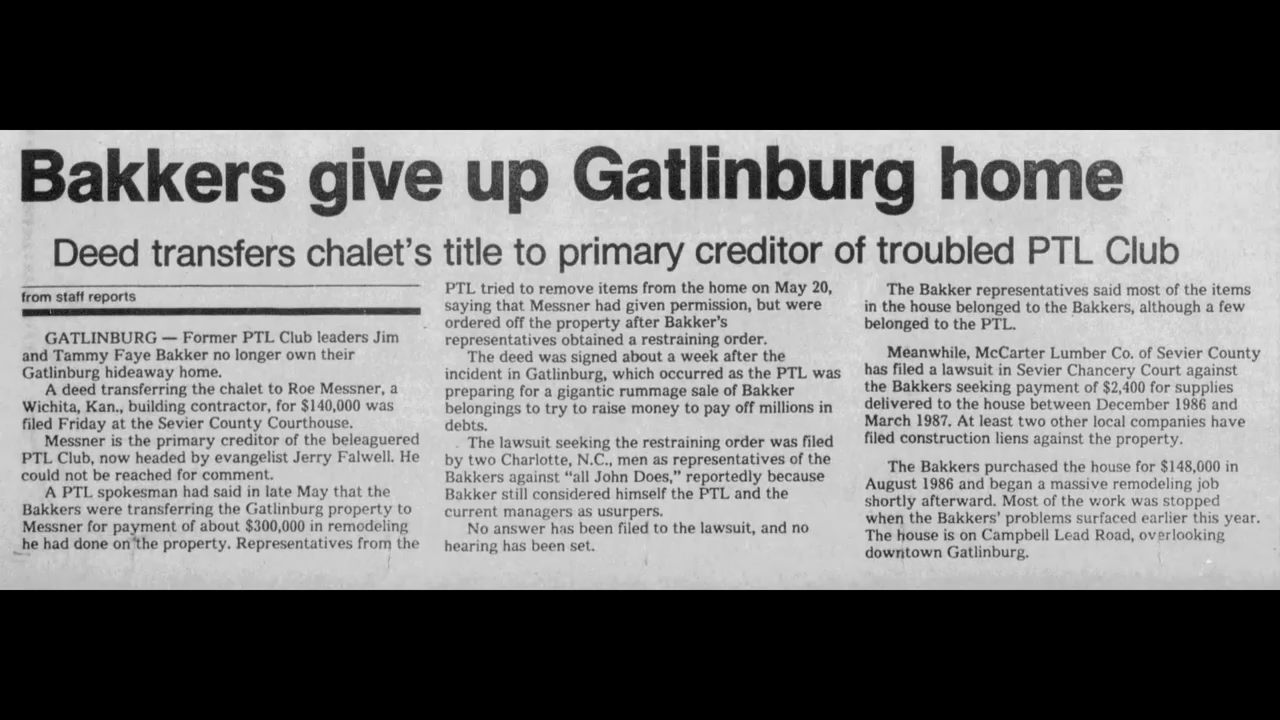 Bakkers give up Gatlinburg home
Deed transfers chalet's title to primary creditor of troubled PTL Club
from staff reports
GATLINBURG — Former PTL Club leaders Jim
and Tammy Faye Bakker no longer own their
Gatlinburg hideaway home.
A deed transferring the chalet to Roe Messner, a
Wichita, Kan., building contractor, for $140,000 was
filed Friday at the Sevier County Courthouse.
Messner is the primary creditor of the beleaguered
PTL Club, now headed by evangelist Jerry Falwell. He
could not be reached for comment.
A PTL spokesman had said in late May that the
Bakkers were transferring the Gatlinburg property to
Messner for payment of about $300,000 in remodeling
he had done on the property. Representatives from the
PTL tried to remove items from the home on May 20,
saying that Messner had given permission, but were
ordered off the property after Bakker's
representatives obtained a restraining order.
The deed was signed about a week after the
incident in Gatlinburg, which occurred as the PTL was
preparing for a gigantic rummage sale of Bakker
belongings to try to raise money to pay off millions in
debts.
The lawsuit seeking the restraining order was filed
by two Charlotte, N.C., men as representatives of the
Bakkers against “all John Does,” reportedly because
Bakker still considered himself the PTL and the
current managers as usurpers.
No answer has been filed to the lawsuit, and no
hearing has been set.
The Bakker representatives said most of the items
in the house belonged to the Bakkers, although a few
belonged to the PTL.
Meanwhile, McCarter Lumber Co. of Sevier County
has filed a lawsuit in Sevier Chancery Court against
the Bakkers seeking payment of $2,400 for supplies
delivered to the house between December 1986 and
March 1987. At least two other local companies have
filed construction liens against the property.
The Bakkers purchased the house for $148,000 in
August 1986 and began a massive remodeling job
shortly afterward. Most of the work was stopped
when the Bakkers' problems surfaced earlier this year.
The house is on Campbell Lead Road, overlooking
downtown Gatlinburg.